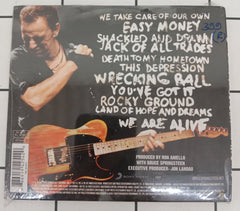 WE TAKE CARE OF OUR OWN
EASY MONEY
SHACKLED AND DRAWN
JACK OF ALL TRADES
DEATH TO MY HOMETOWN
THIS DEPRESSION
WRECKING BALL
YOU'VE GOT IT
ROCKY GROUND
LAND OF HOPE AND DREAMS
WE ARE ALIVE
PRODUCED BY RON ANIELLO
WITH BRUCE SPRINGSTEEN
EXECUTIVE PRODUCER: JON LANDAU